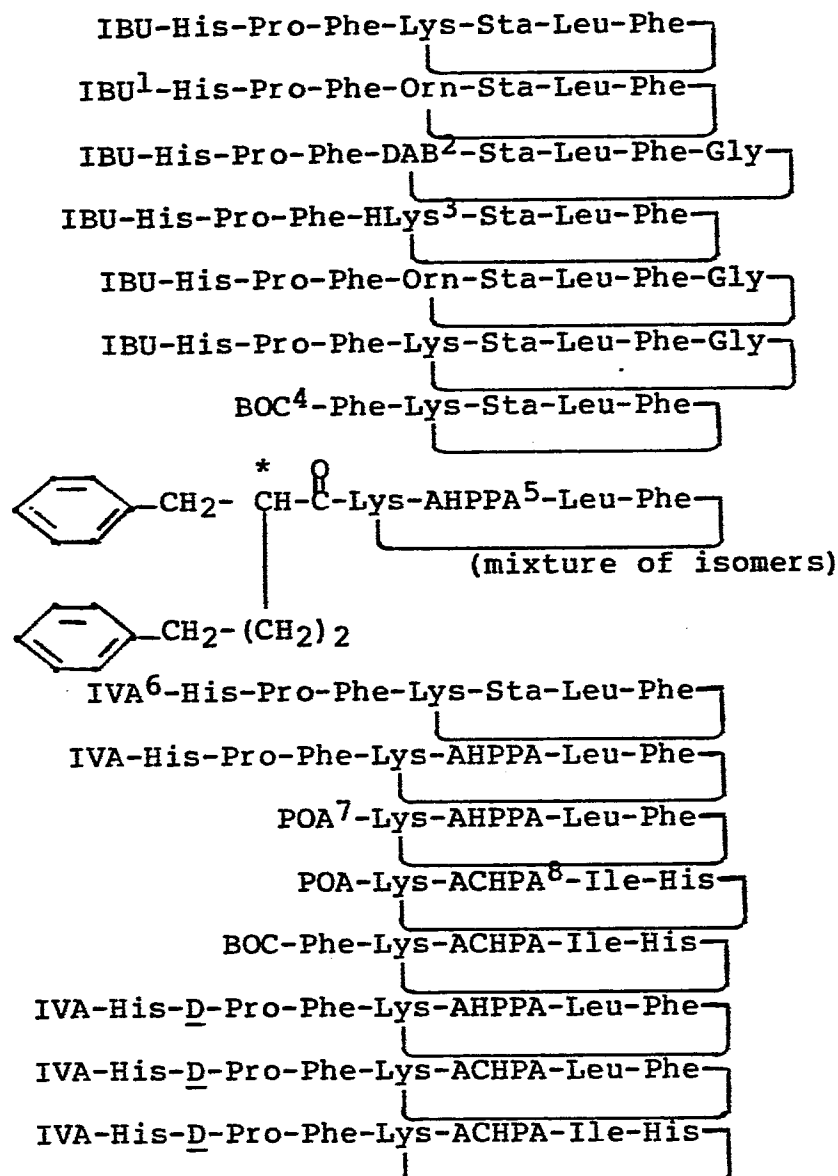 IBU-His-Pro-Phe-Lys-Sta-Leu-Phe
IBU1-His-Pro-Phe-Orn-Sta-Leu-Phe
IBU-His-Pro-Phe-DAB2-Sta-Leu-Phe-Gly
IBU-His-Pro-Phe-HLys3-Sta-Leu-Phe
IBU-His-Pro-Phe-Orn-Sta-Leu-Phe-Gly
IBU-His-Pro-Phe-Lys-Sta-Leu-Phe-Gly
BOC4-Phe-Lys-Sta-Leu-Phe
* O
CH2- CH-C-Lys-AHPPA5-Leu-Phe
(mixture of isomers)
CH2-(CH2)2
IVA6-His-Pro-Phe-Lys-Sta-Leu-Phe
IVA-His-Pro-Phe-Lys-AHPPA-Leu-Phe
POA7-Lys-AHPPA-Leu-Phe
POA-Lys-ACHPA8-Ile-His
BOC-Phe-Lys-ACHPA-Ile-His
IVA-His-D-Pro-Phe-Lys-AHPPA-Leu-Phe
IVA-His-D-Pro-Phe-Lys-ACHPA-Leu-Phe
IVA-His-D-Pro-Phe-Lys-ACHPA-Ile-His